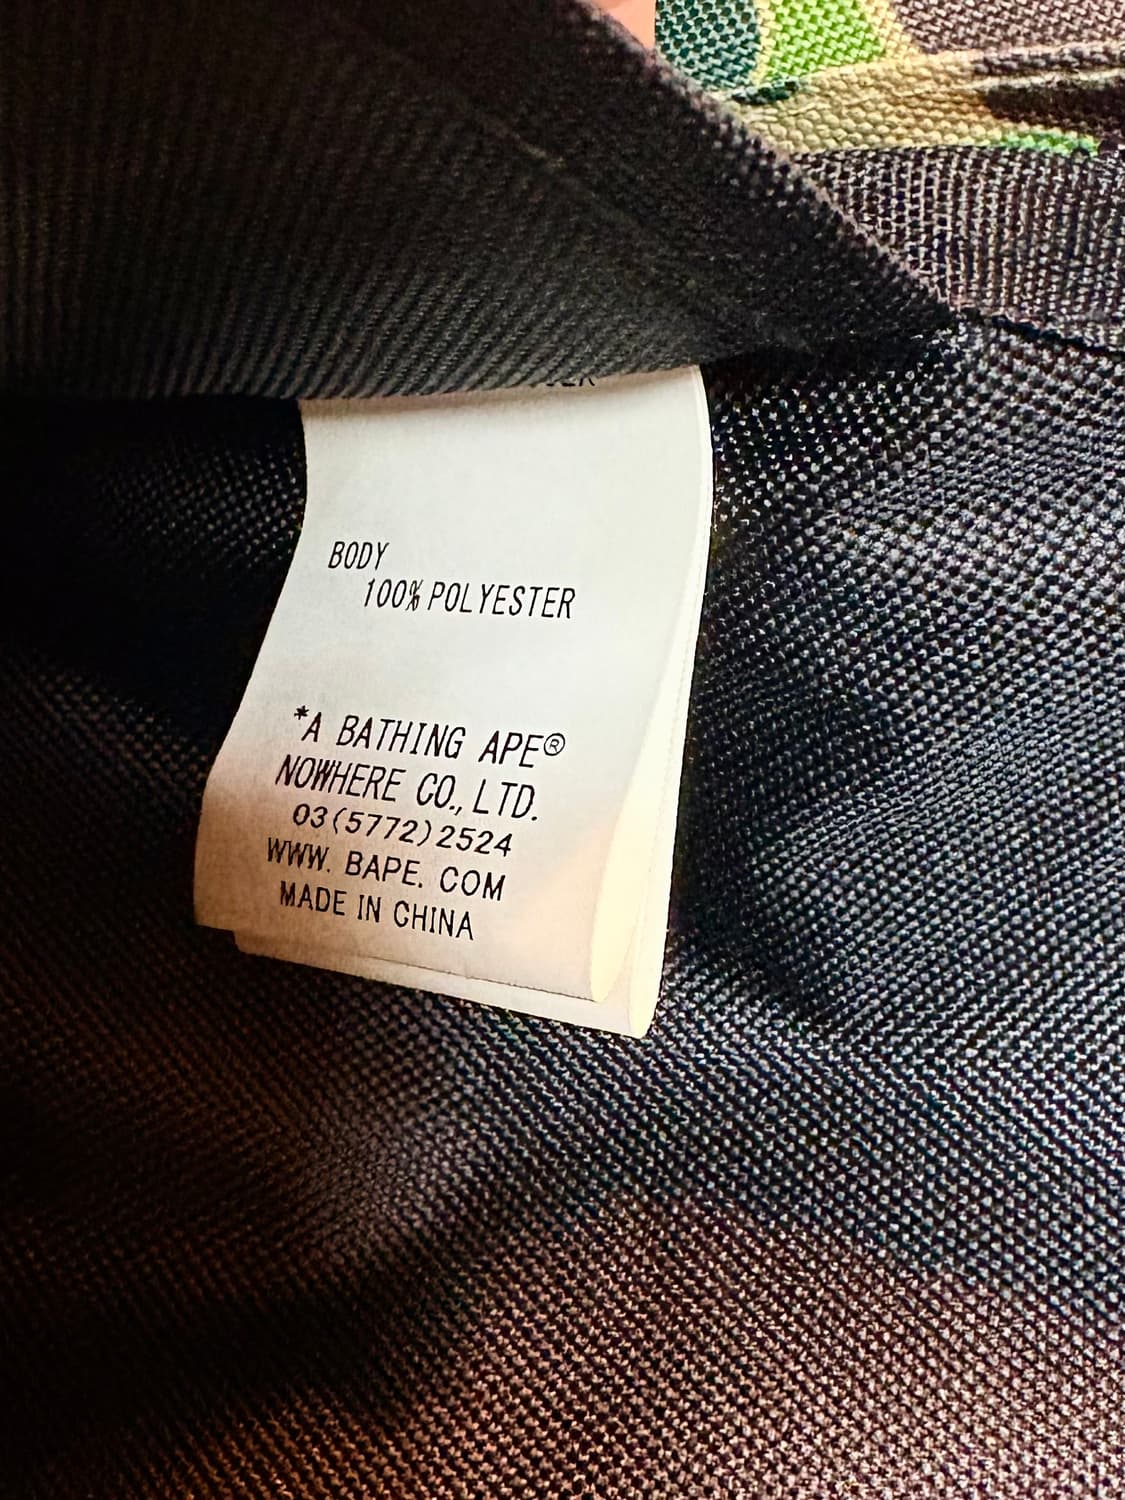 BODY
100% POLYESTER
*A BATHING APE®
NOWHERE CO., LTD.
03(5772)2524
WWW. BAPE. COM
MADE IN CHINA